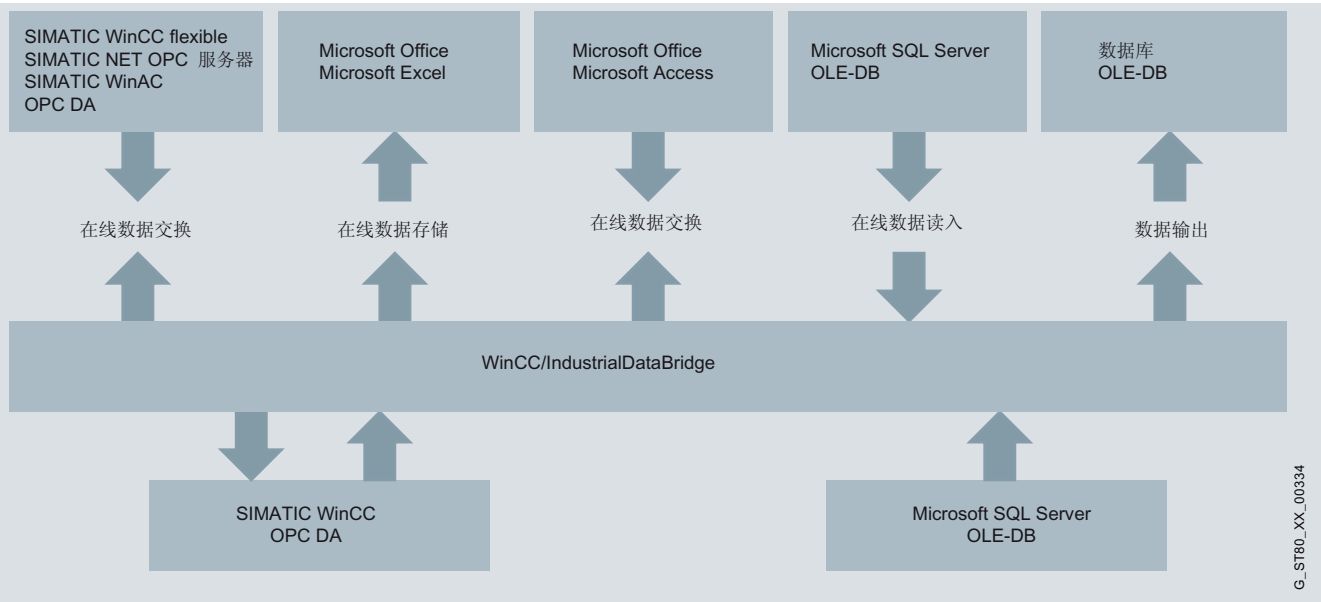 SIMATIC WinCC flexible
SIMATIC NET OPC 服务器
SIMATIC WinAC
OPC DA
Microsoft Office
Microsoft Excel
Microsoft Office
Microsoft Access
Microsoft SQL Server
OLE-DB
数据库
OLE-DB
在线数据交换
在线数据存储
在线数据交换
在线数据读入
数据输出
WinCC/IndustrialDataBridge
SIMATIC WinCC
OPC DA
Microsoft SQL Server
OLE-DB
G_ST80_XX_00334